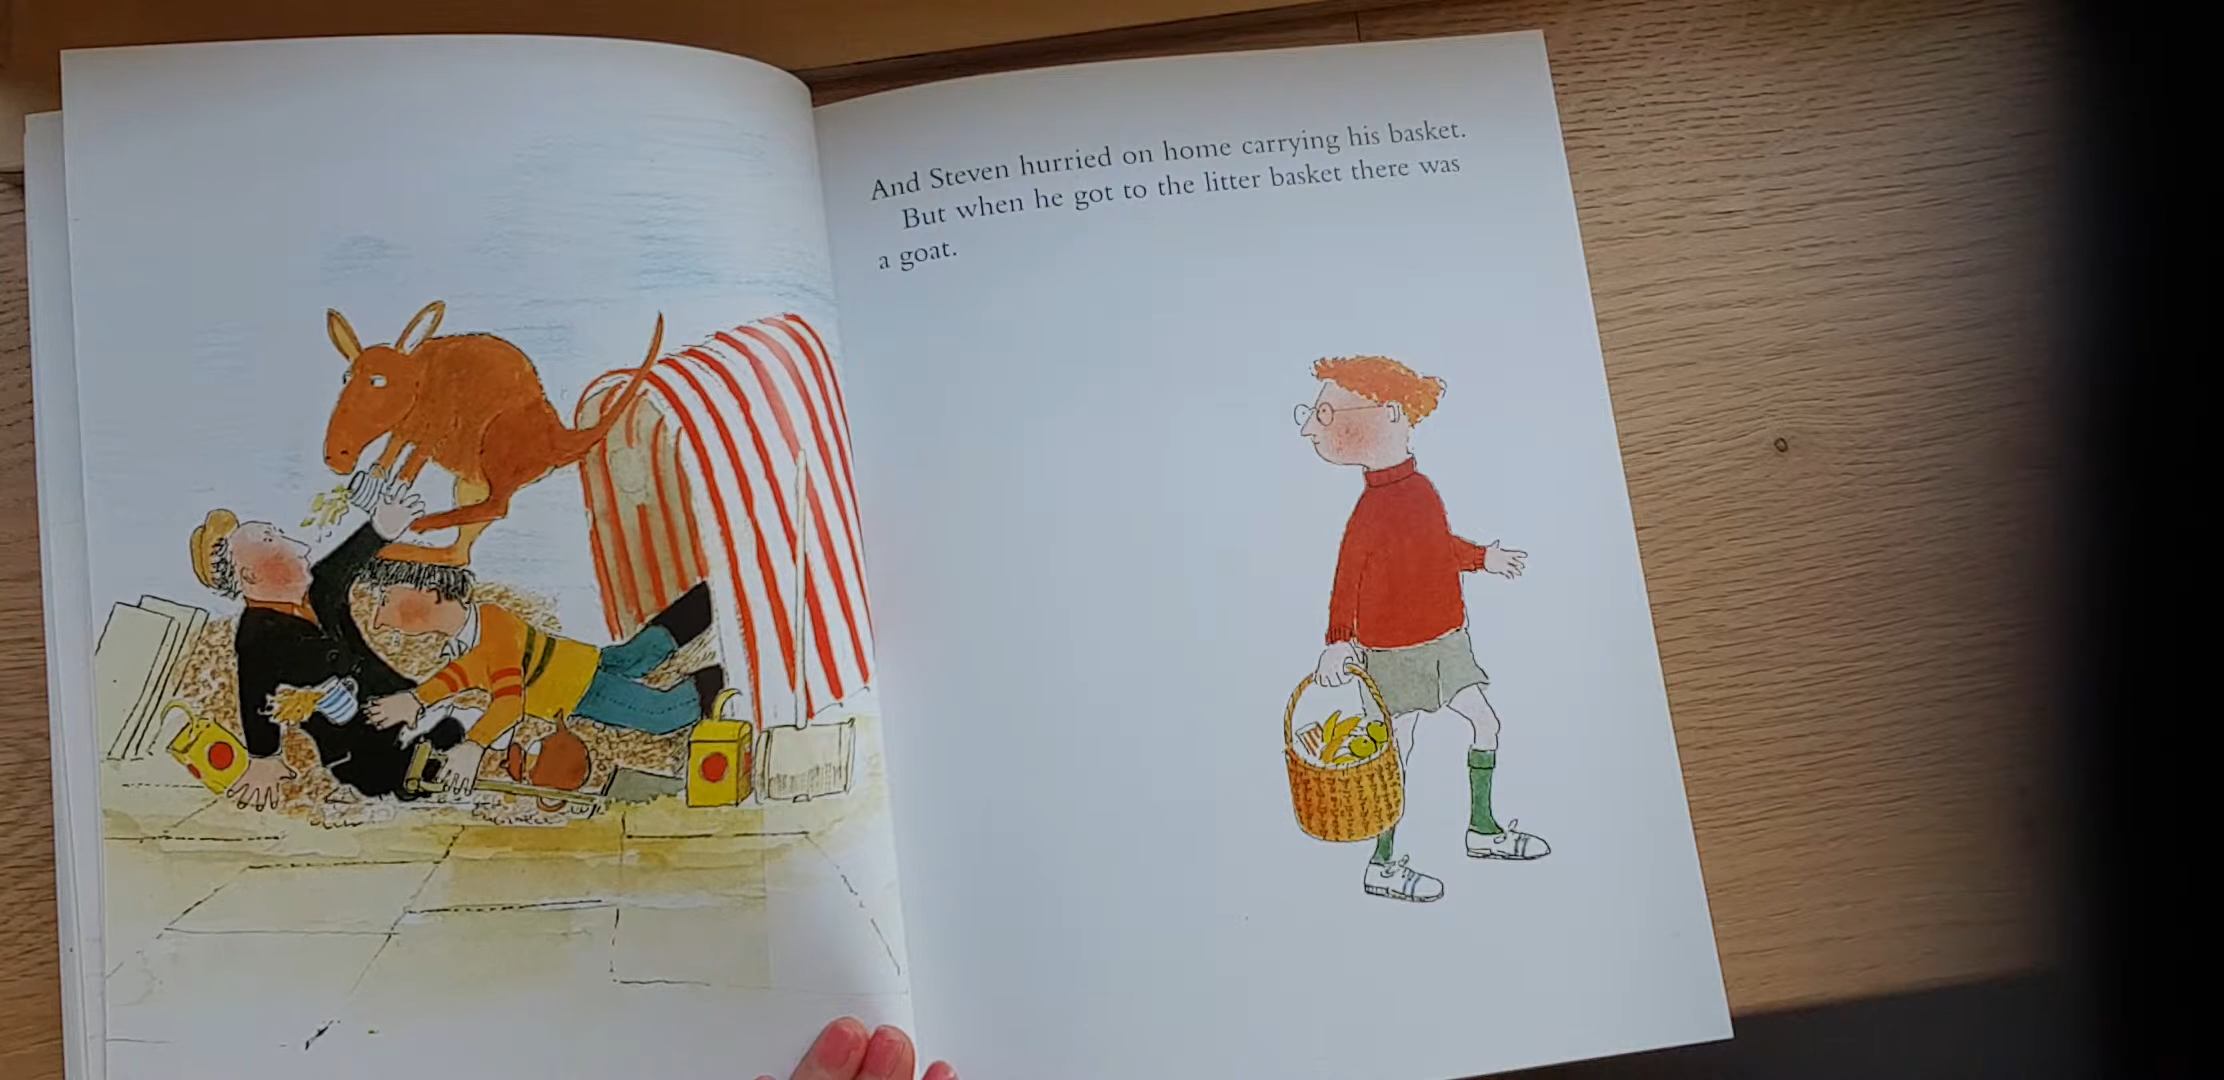 And Steven hurried on home carrying his basket.
But when he got to the litter basket there was
a goat.